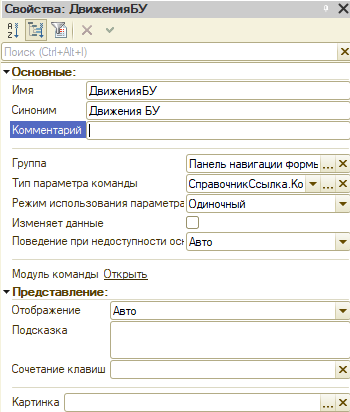 Свойства: ДвиженияБУ
Поиск (Ctrl+Alt+I)
Основные:
Имя ДвиженияБУ
Синоним Движения БУ
Комментарий
Группа Панель навигации формы
Тип параметра команды СправочникСсылка.Ко
Режим использования параметра Одиночный
Изменяет данные
Поведение при недоступности осн Авто
Модуль команды Открыть
Представление:
Отображение Авто
Подсказка
Сочетание клавиш
Картинка